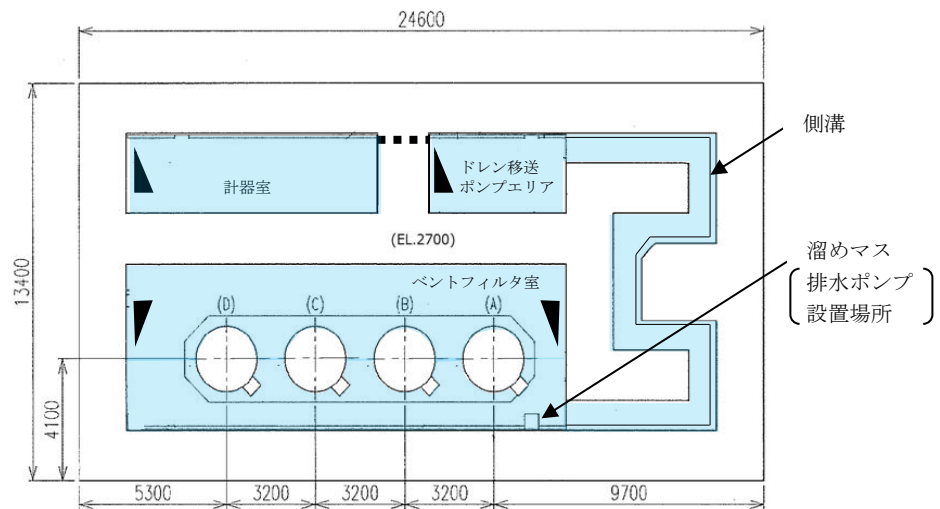 24600
側溝
ドレン移送
ポンプエリア
計器室
(EL.2700)
溜めマス
排水ポンプ
設置場所
ベントフィルタ室
13400
(D)
(C)
(B)
(A)
4100
5300
3200
3200
3200
9700